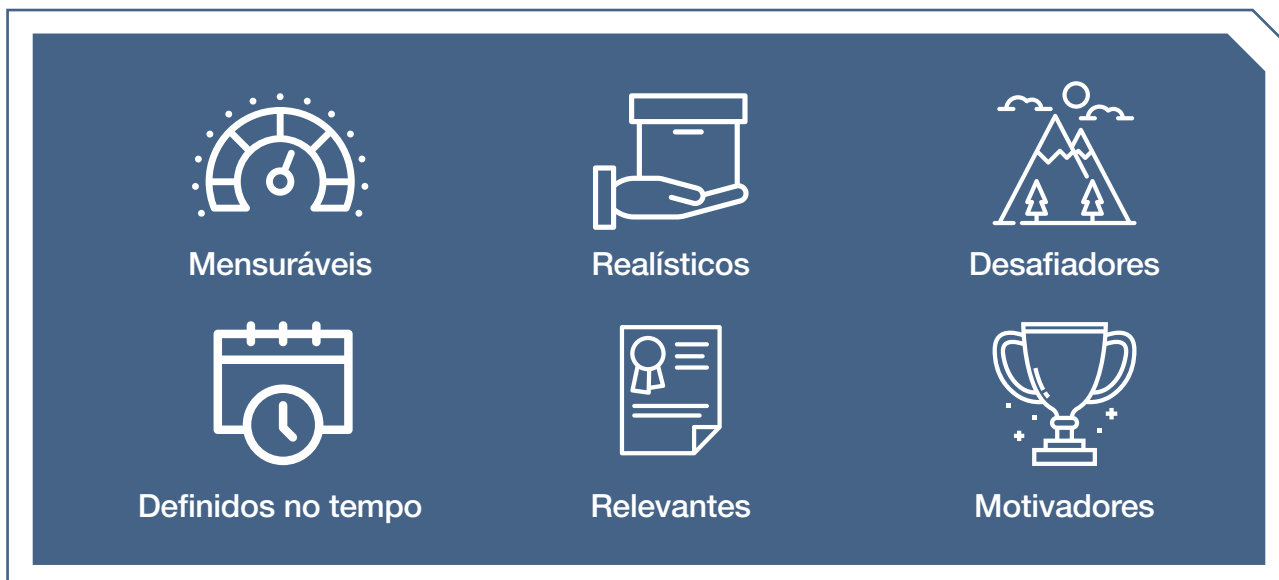 Mensuráveis
Realísticos
Desafiadores
Definidos no tempo
Relevantes
Motivadores